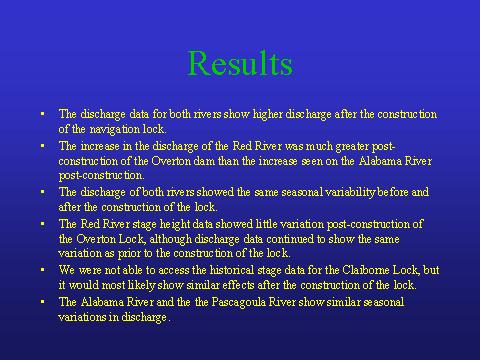 Results
• The discharge data for both rivers show higher discharge after the construction
of the navigation lock.
• The increase in the discharge of the Red River was much greater post-
construction of the Overton dam than the increase seen on the Alabama River
post-construction.
• The discharge of both rivers showed the same seasonal variability before and
after the construction of the lock.
• The Red River stage height data showed little variation post-construction of
the Overton Lock, although discharge data continued to show the same
variation as prior to the construction of the lock.
• We were not able to access the historical stage data for the Claiborne Lock, but
it would most likely show similar effects after the construction of the lock.
• The Alabama River and the the Pascagoula River show similar seasonal
variations in discharge.